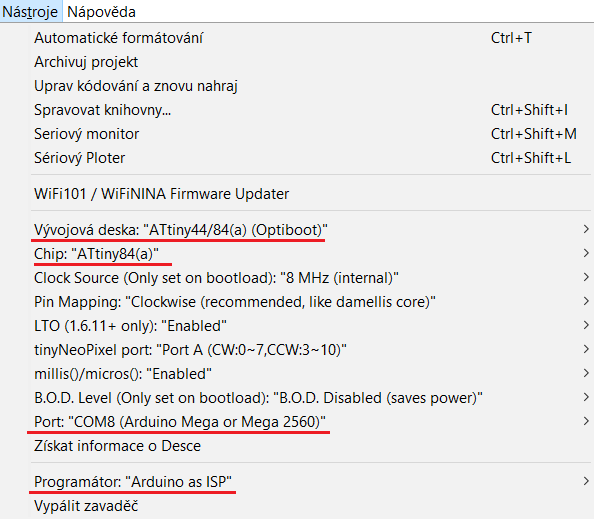 Nástroje Nápověda
Automatické formátování Ctrl+T
Archivuj projekt
Uprav kódování a znovu nahraj
Spravovat knihovny... Ctrl+Shift+I
Seriový monitor Ctrl+Shift+M
Sériový Ploter Ctrl+Shift+L
WiFi101 / WiFiNINA Firmware Updater
Vývojová deska: "ATtiny44/84(a) (Optiboot)"
Chip: "ATtiny84(a)"
Clock Source (Only set on bootload): "8 MHz (internal)"
Pin Mapping: "Clockwise (recommended, like damellis core)"
LTO (1.6.11+ only): "Enabled"
tinyNeoPixel port: "Port A (CW:0~7,CCW:3~10)"
millis()/micros(): "Enabled"
B.O.D. Level (Only set on bootload): "B.O.D. Disabled (saves power)"
Port: "COM8 (Arduino Mega or Mega 2560)"
Získat informace o Desce
Programátor: "Arduino as ISP"
Vypálit zavaděč